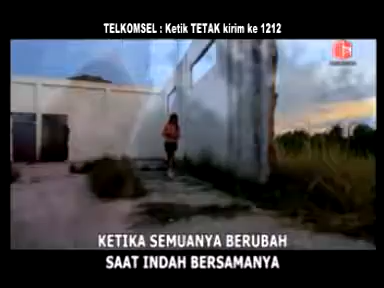 TELKOMSEL : Ketik TETAK kirim ke 1212
KETIKA SEMUANYA BERUBAH
SAAT INDAH BERSAMANYA